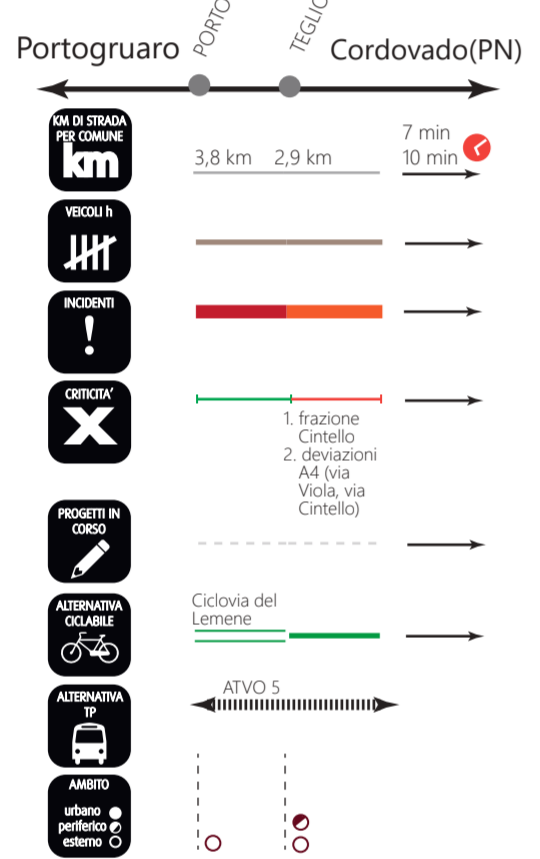 PORTO
TEGLIO
Portogruaro
Cordovado(PN)
KM DI STRADA
PER COMUNE
km
3,8 km 2,9 km
7 min
10 min
VEICOLI h
INCIDENTI
!
CRITICITA'
X
1. frazione
Cintello
2. deviazioni
A4 (via
Viola, via
Cintello)
PROGETTI IN
CORSO
ALTERNATIVA
CICLABILE
Ciclovia del
Lemene
ALTERNATIVA
TP
ATVO 5
AMBITO
urbano
periferico
esterno